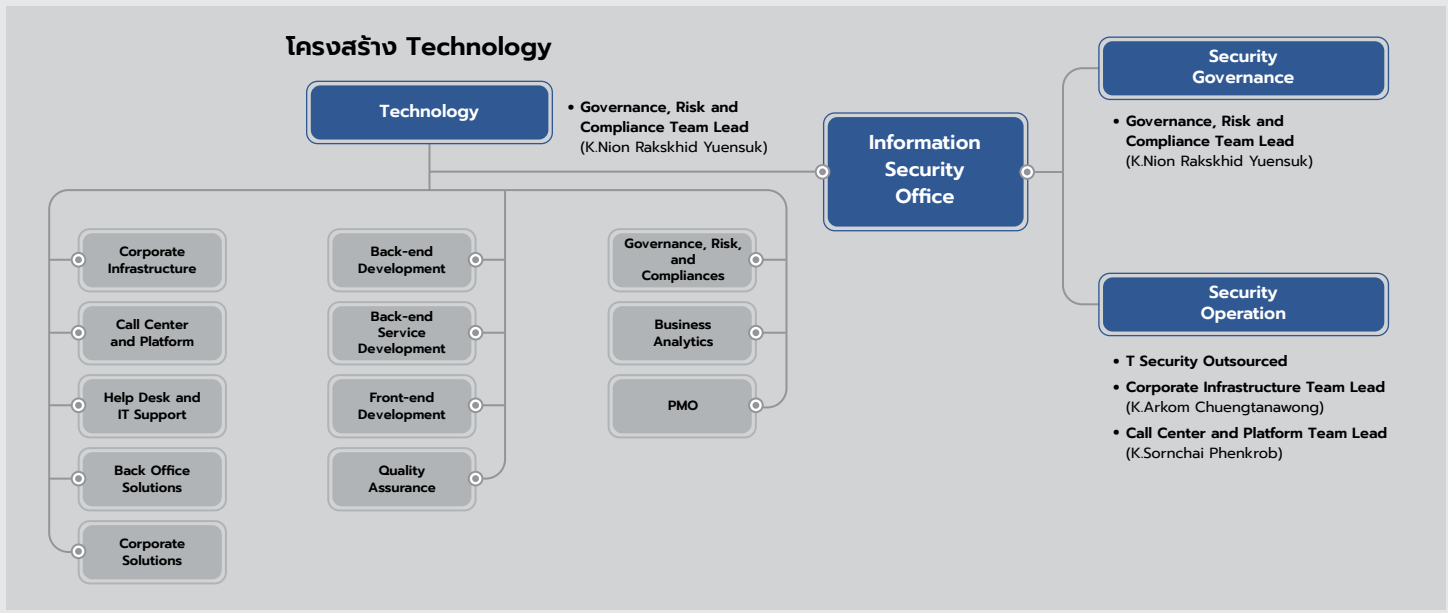 โครงสร้าง Technology
Technology
• Governance, Risk and
Compliance Team Lead
(K.Nion Rakskhid Yuensuk)
Information
Security
Office
Security
Governance
• Governance, Risk and
Compliance Team Lead
(K.Nion Rakskhid Yuensuk)
Security
Operation
• T Security Outsourced
• Corporate Infrastructure Team Lead
(K.Arkom Chuengtanawong)
• Call Center and Platform Team Lead
(K.Sornchai Phenkrob)
Corporate
Infrastructure
Call Center
and Platform
Help Desk and
IT Support
Back Office
Solutions
Corporate
Solutions
Back-end
Development
Back-end
Service
Development
Front-end
Development
Quality
Assurance
Governance, Risk,
and
Compliances
Business
Analytics
PMO